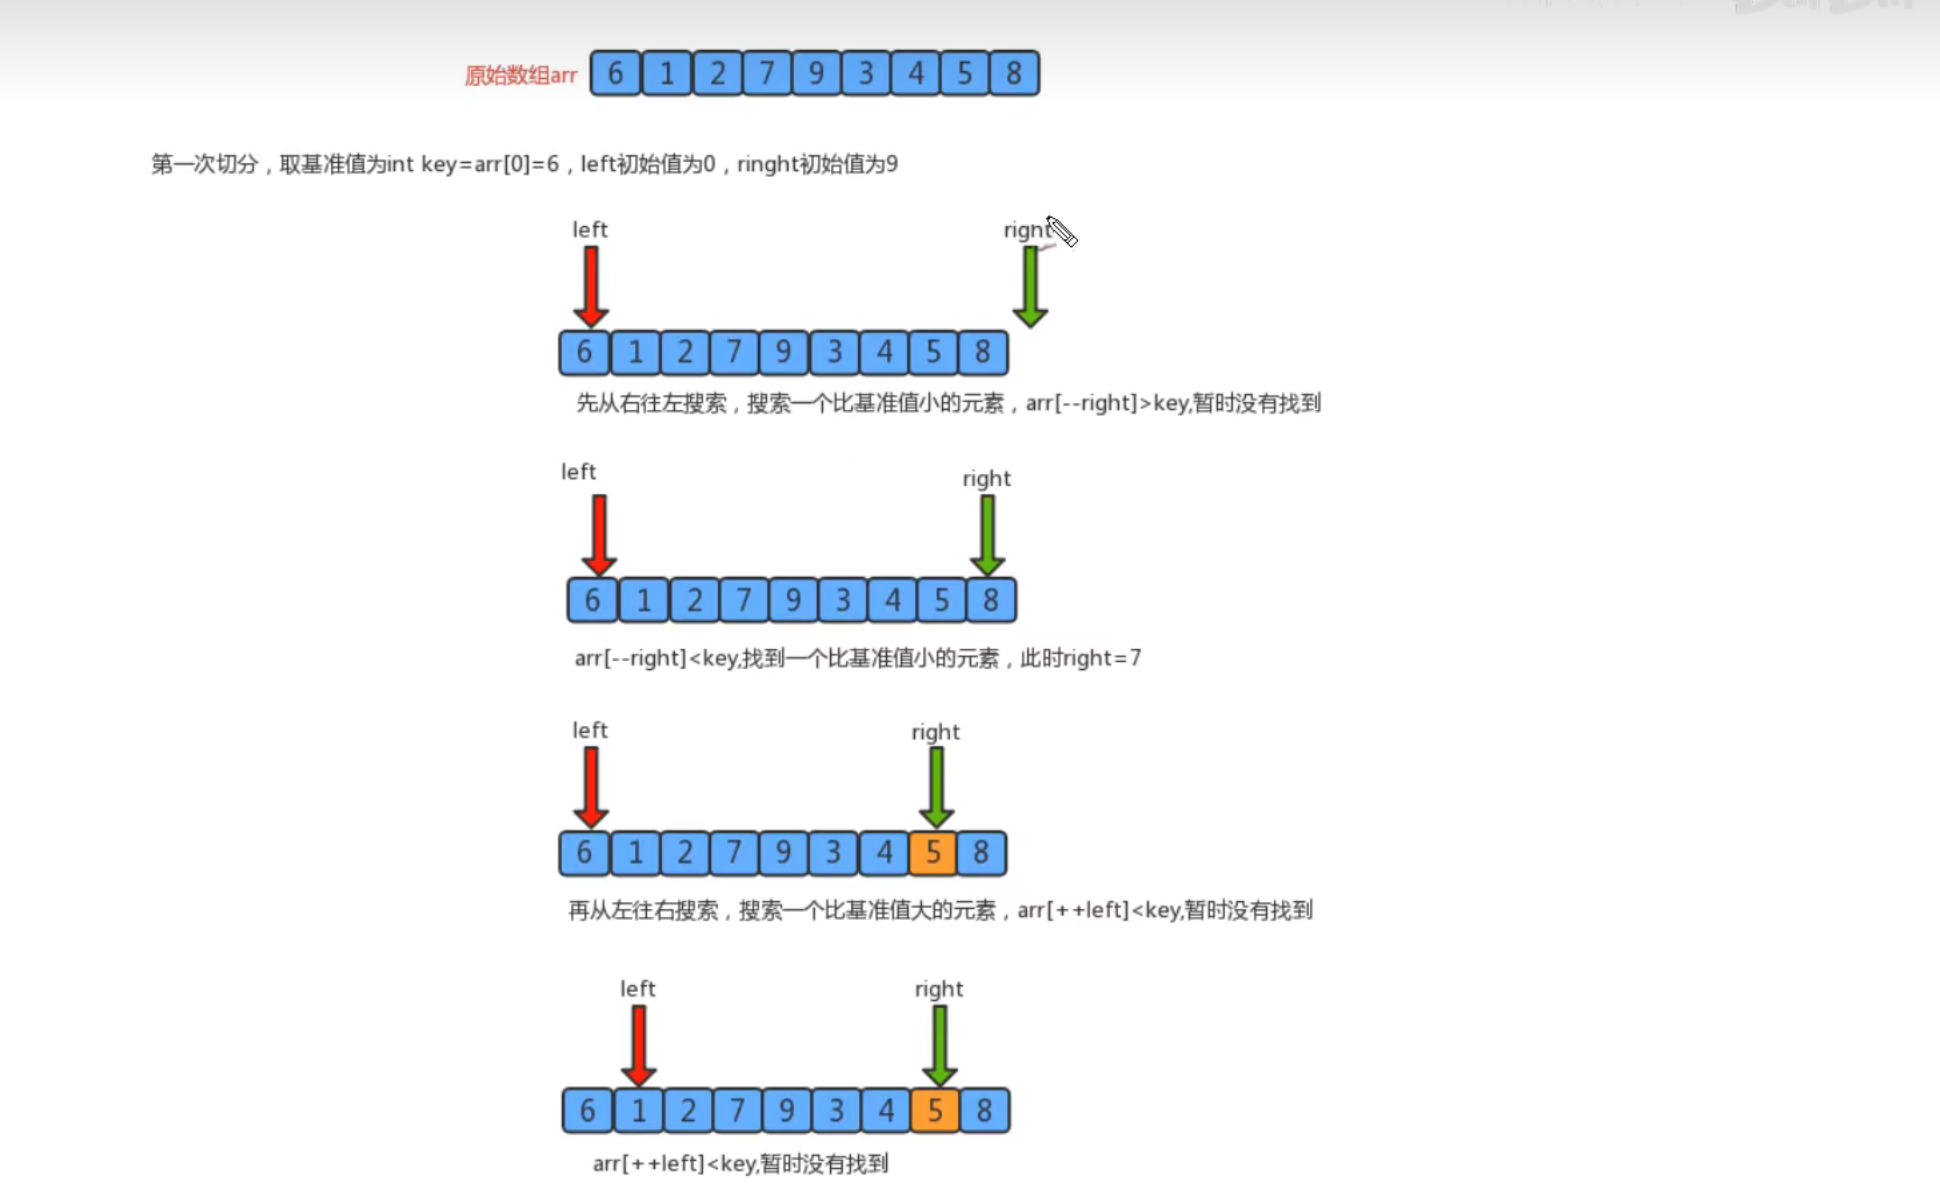 原始数组arr 6 1 2 7 9 3 4 5 8
第一次切分，取基准值为int key=arr[0]=6，left初始值为0，ringht初始值为9
left right
6 1 2 7 9 3 4 5 8
先从右往左搜索，搜索一个比基准值小的元素，arr[--right]>key,暂时没有找到
left right
6 1 2 7 9 3 4 5 8
arr[--right]<key,找到一个比基准值小的元素，此时right=7
left right
6 1 2 7 9 3 4 5 8
再从左往右搜索，搜索一个比基准值大的元素，arr[++left]<key,暂时没有找到
left right
6 1 2 7 9 3 4 5 8
arr[++left]<key,暂时没有找到